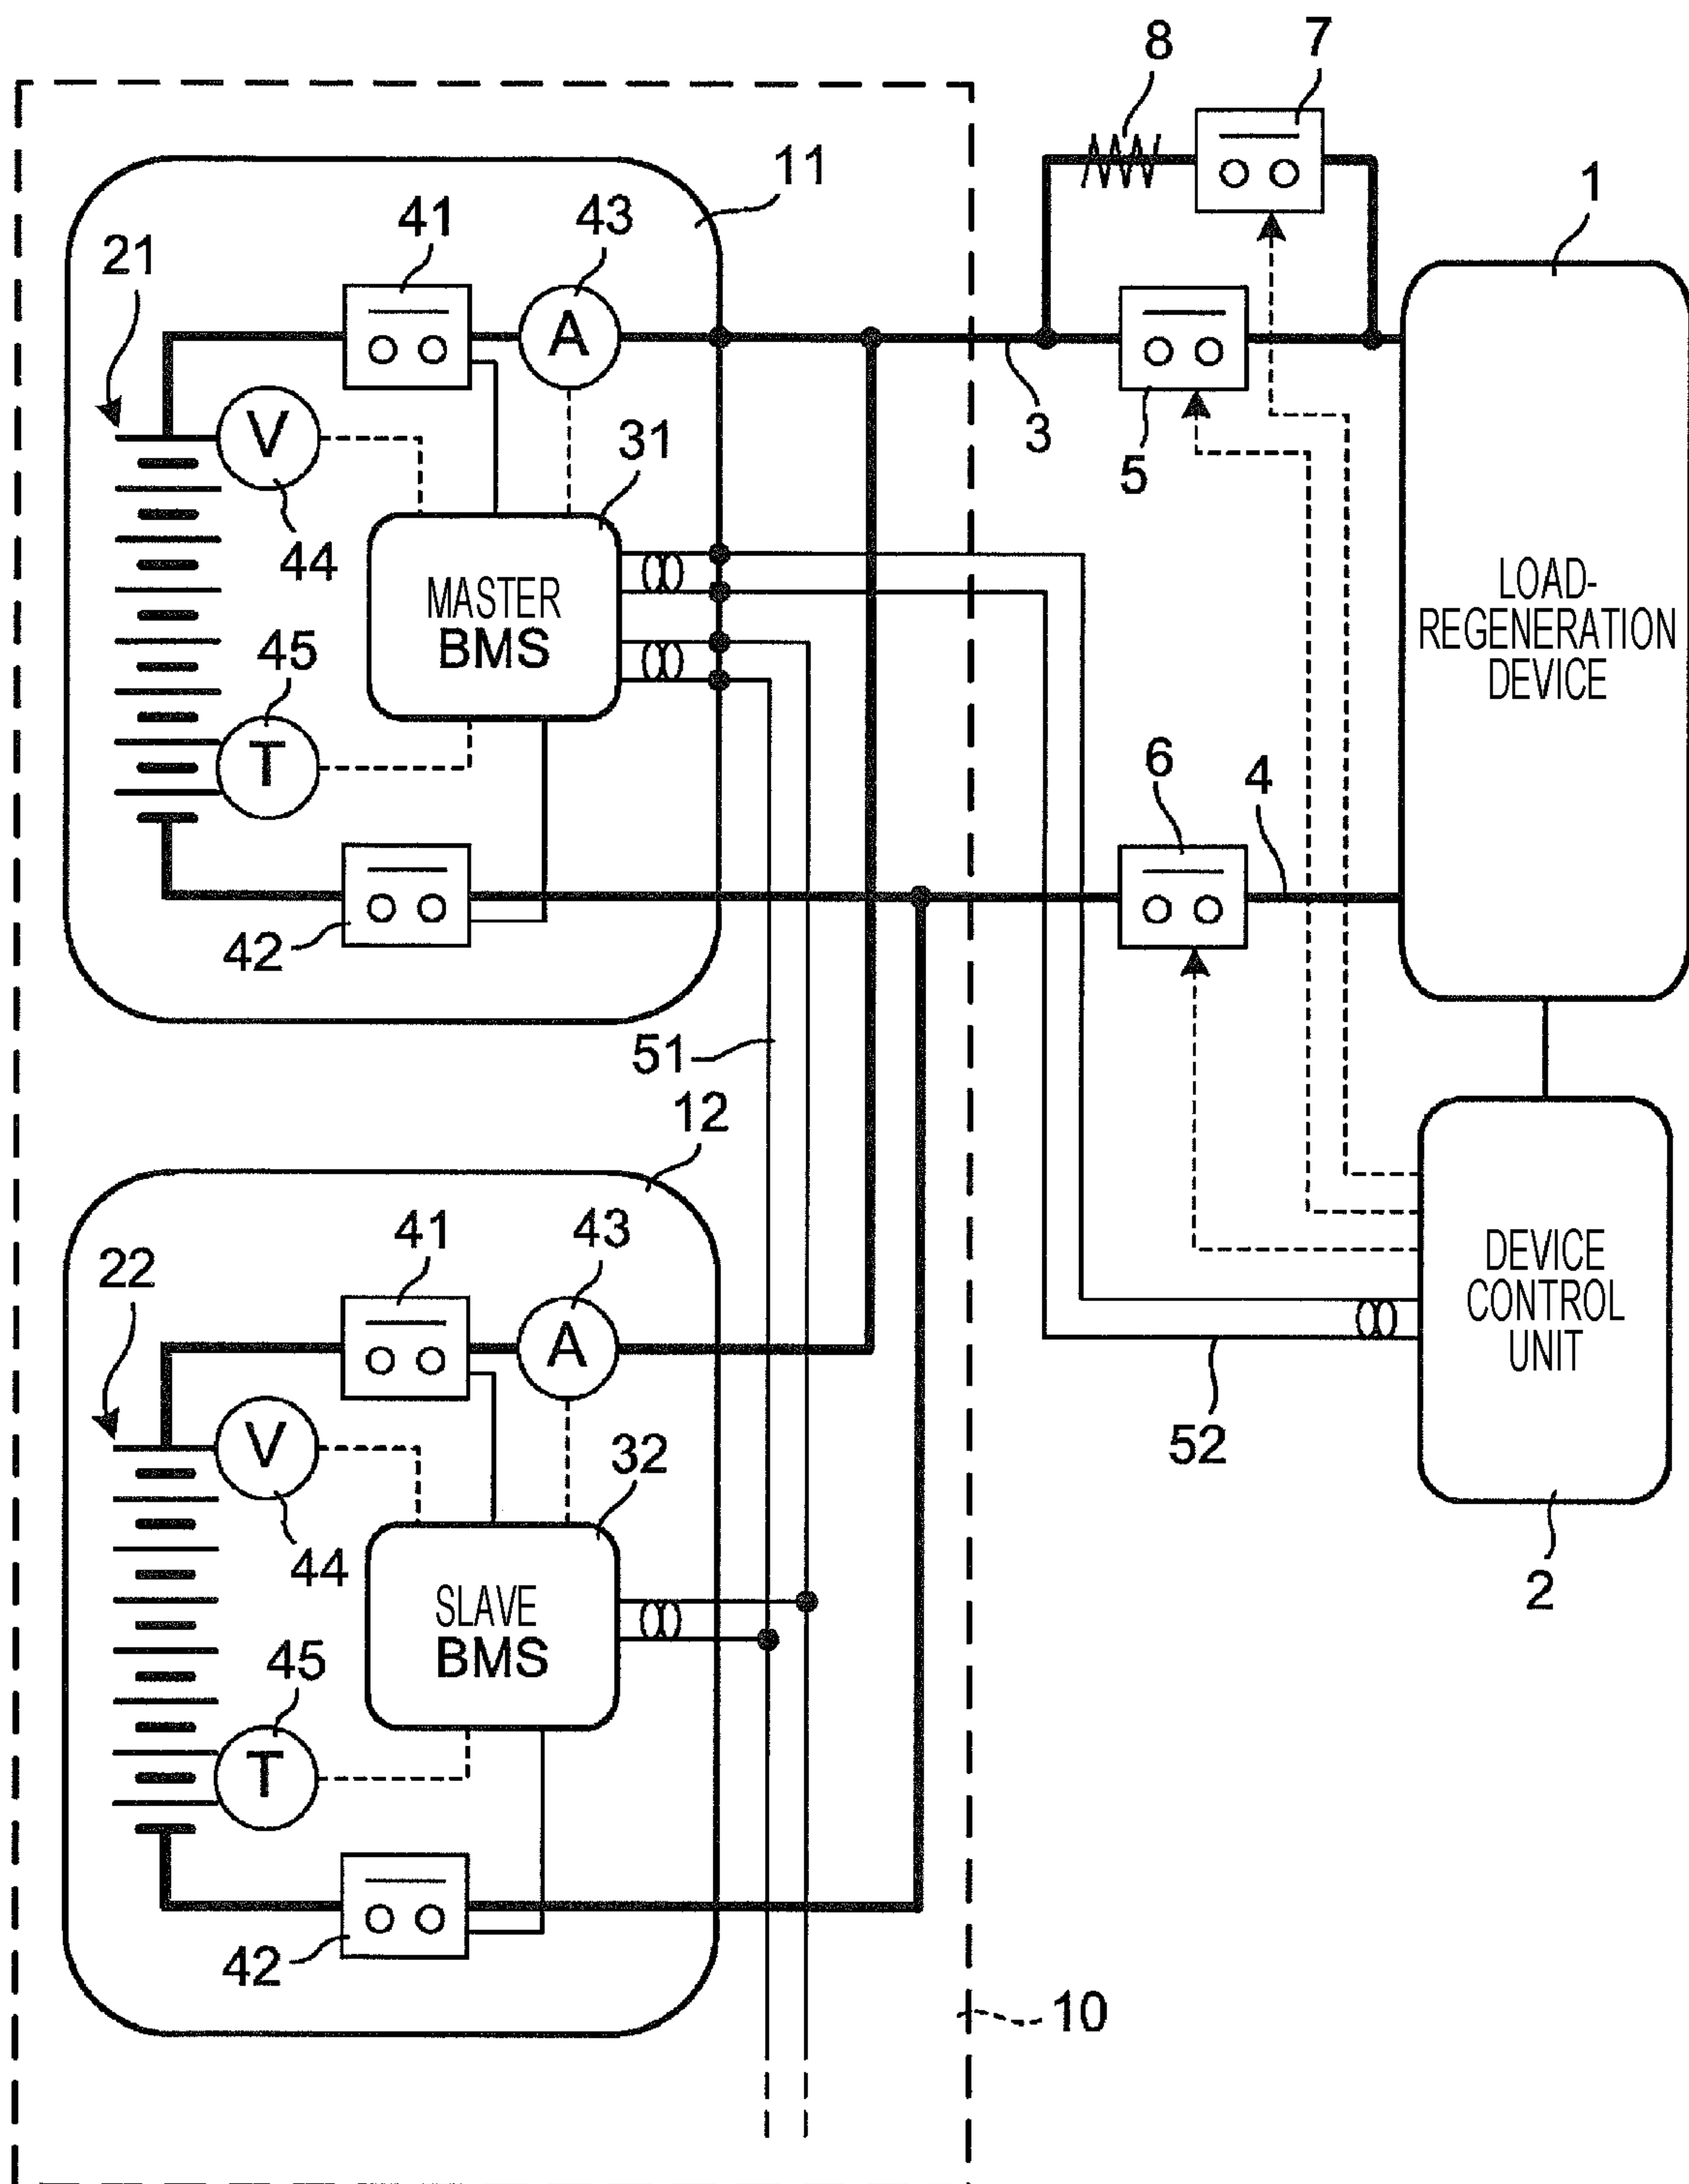 8
7
11
1
41
43
21
A
3
5
V
31
44
MASTER
BMS
LOAD-
REGENERATION
DEVICE
45
T
6
4
42
51
12
41
43
22
A
DEVICE
CONTROL
UNIT
V
32
52
44
SLAVE
BMS
2
45
T
42
10